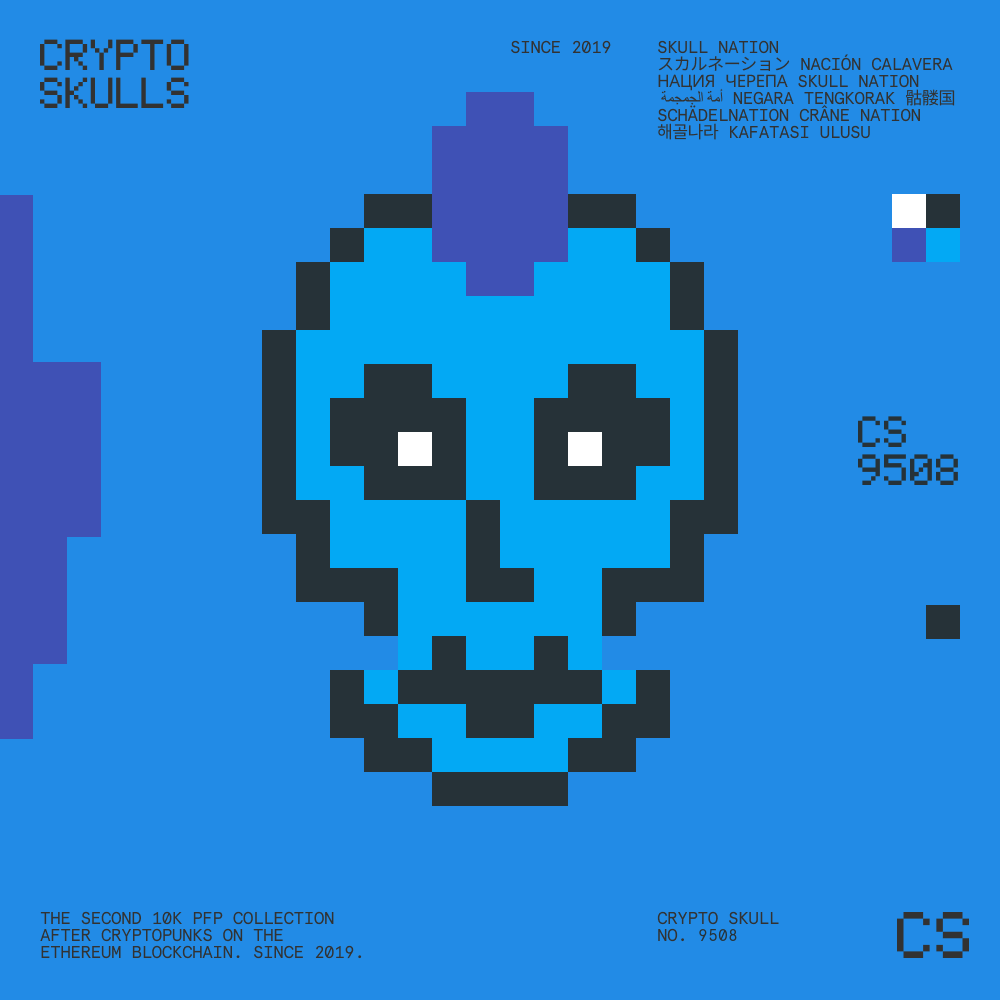 CRYPTO
SKULLS
SINCE 2019
SKULL NATION
スカルネーション NACIÓN CALAVERA
НАЦИЯ ЧЕРЕПА SKULL NATION
أمة الجمجمة NEGARA TENGKORAK 骷髅国
SCHÄDELNATION CRÂNE NATION
해골나라 KAFATASI ULUSU
CS
9508
THE SECOND 10K PFP COLLECTION
AFTER CRYPTOPUNKS ON THE
ETHEREUM BLOCKCHAIN. SINCE 2019.
CRYPTO SKULL
NO. 9508
CS